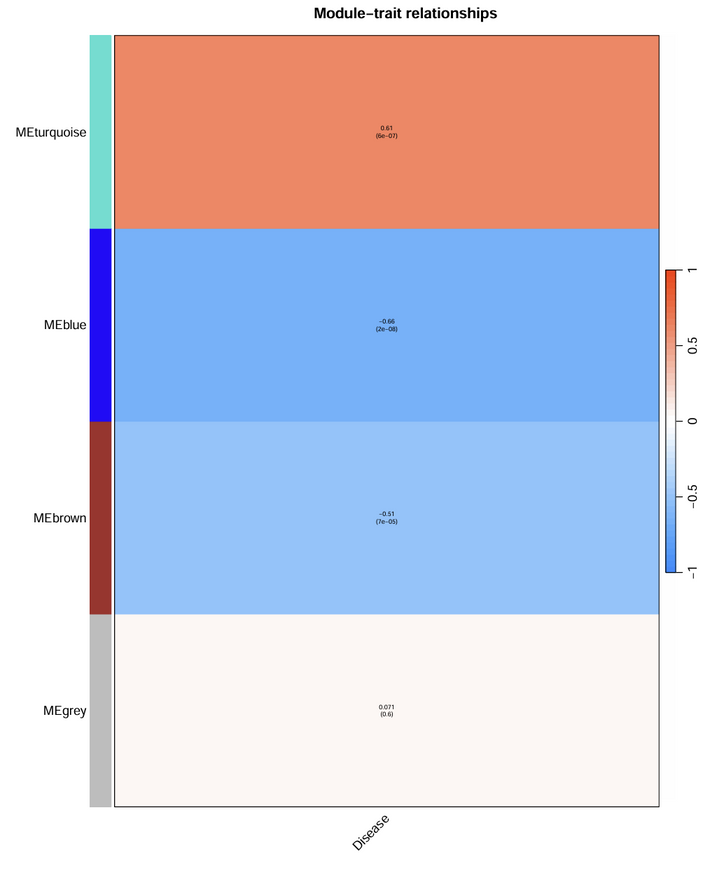 Module−trait relationships
MEturquoise
0.61
(6e−07)
MEblue
−0.66
(2e−08)
MEbrown
−0.51
(7e−05)
MEgrey
0.071
(0.6)
Disease
1
0.5
0
−0.5
−1